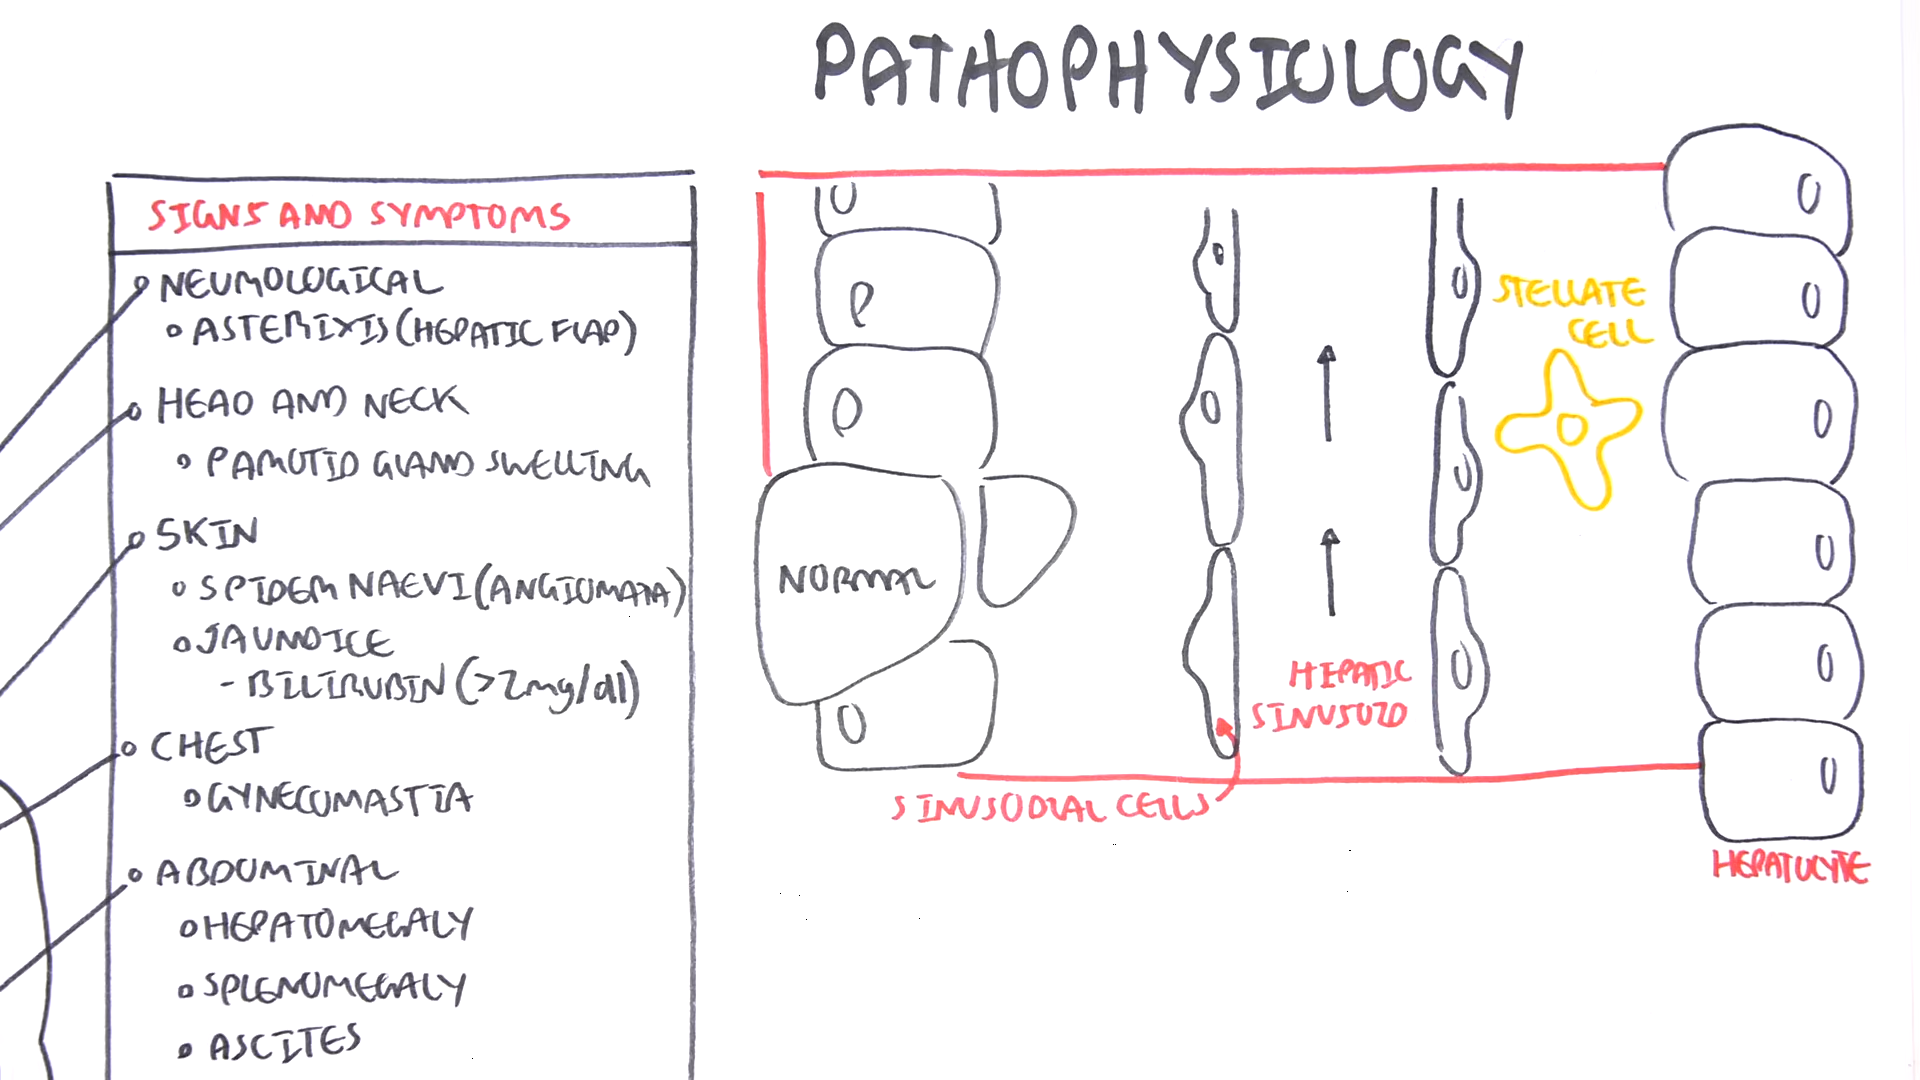 PATHOPHYSIOLOGY
SIGNS AND SYMPTOMS
NEUROLOGICAL
ASTERIXIS (HEPATIC FLAP)
HEAD AND NECK
PAROTID GLAND SWELLING
SKIN
SPIDER NAEVI (ANGIOMATA)
JAUNDICE
- BILIRUBIN (>2mg/dl)
CHEST
GYNECOMASTIA
ABDOMINAL
HEPATOMEGALY
SPLENOMEGALY
ASCITES
NORMAL
STELLATE
CELL
HEPATIC
SINUSOID
SINUSODIAL CELLS
HEPATOCYTE